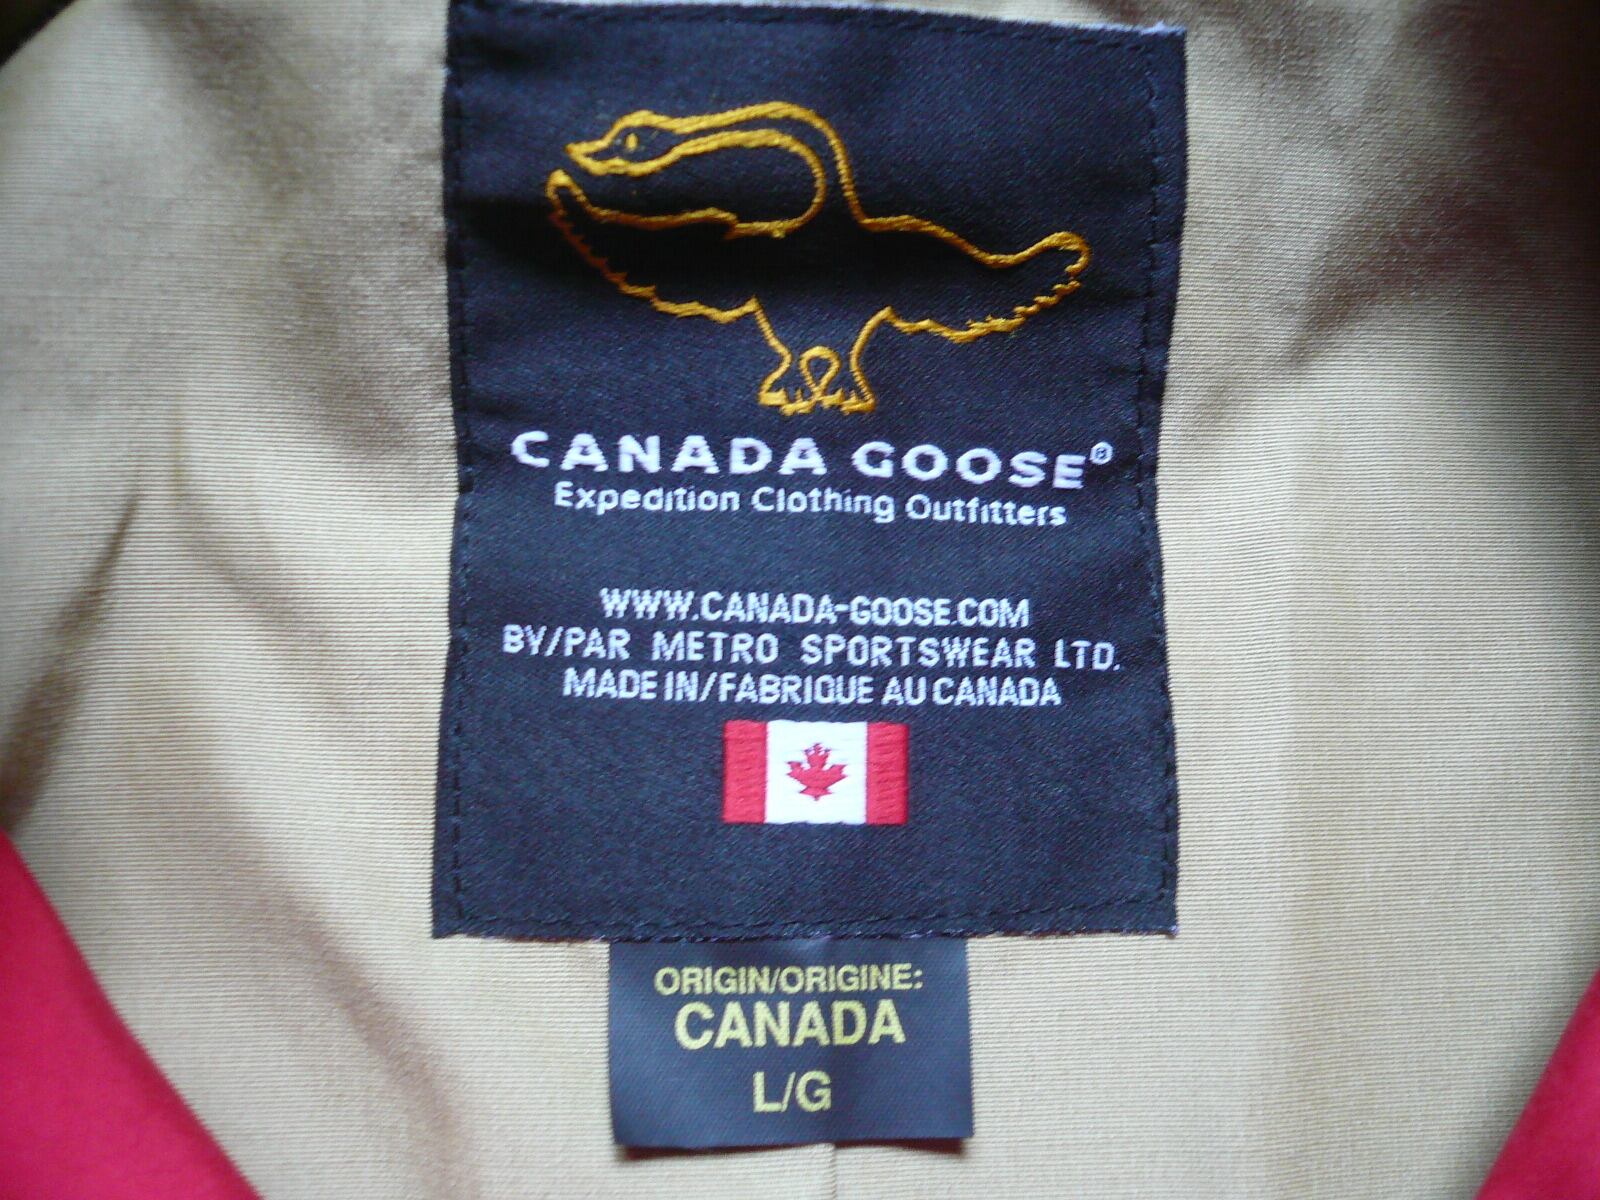 CANADA GOOSE®
Expedition Clothing Outfitters
WWW.CANADA-GOOSE.COM
BY/PAR METRO SPORTSWEAR LTD.
MADE IN/FABRIQUE AU CANADA
ORIGIN/ORIGINE:
CANADA
L/G